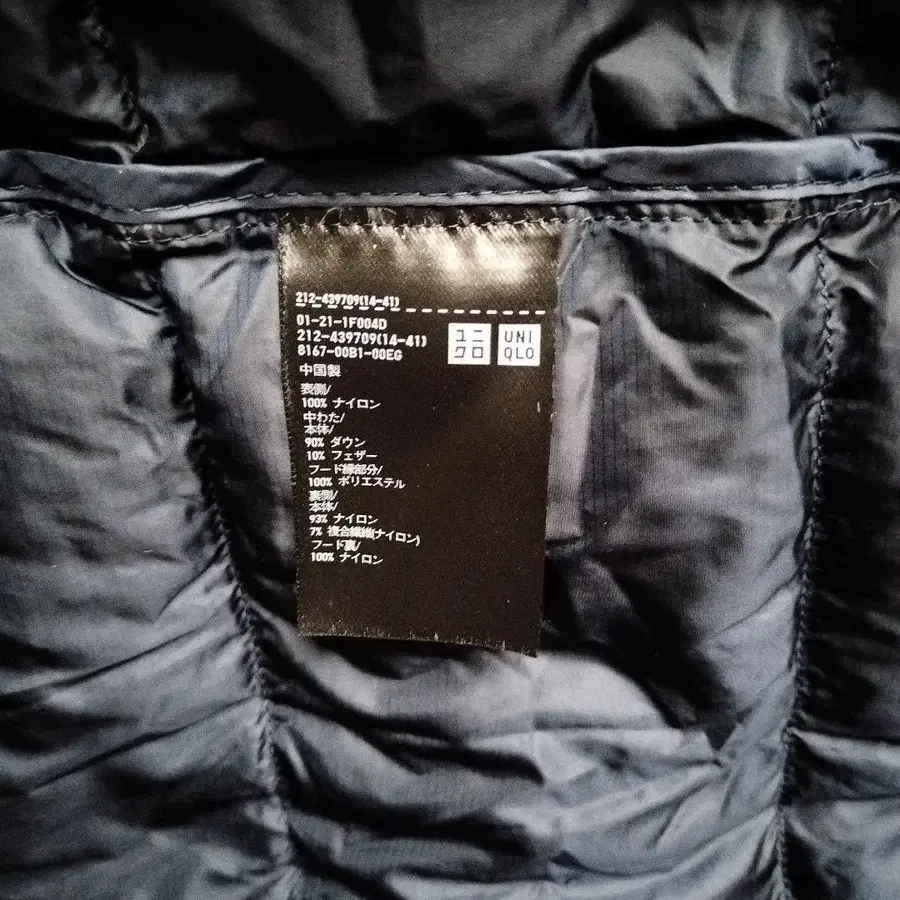 212-439709(14-41)
01-21-1F004D
212-439709(14-41)
8167-00B1-00EG
ユニ
クロ
UNI
QLO
中国製
表側/
100% ナイロン
中わた/
本体/
90% ダウン
10% フェザー
フード縁部分/
100% ポリエステル
裏側/
本体/
93% ナイロン
7% 複合繊維(ナイロン)
フード裏/
100% ナイロン